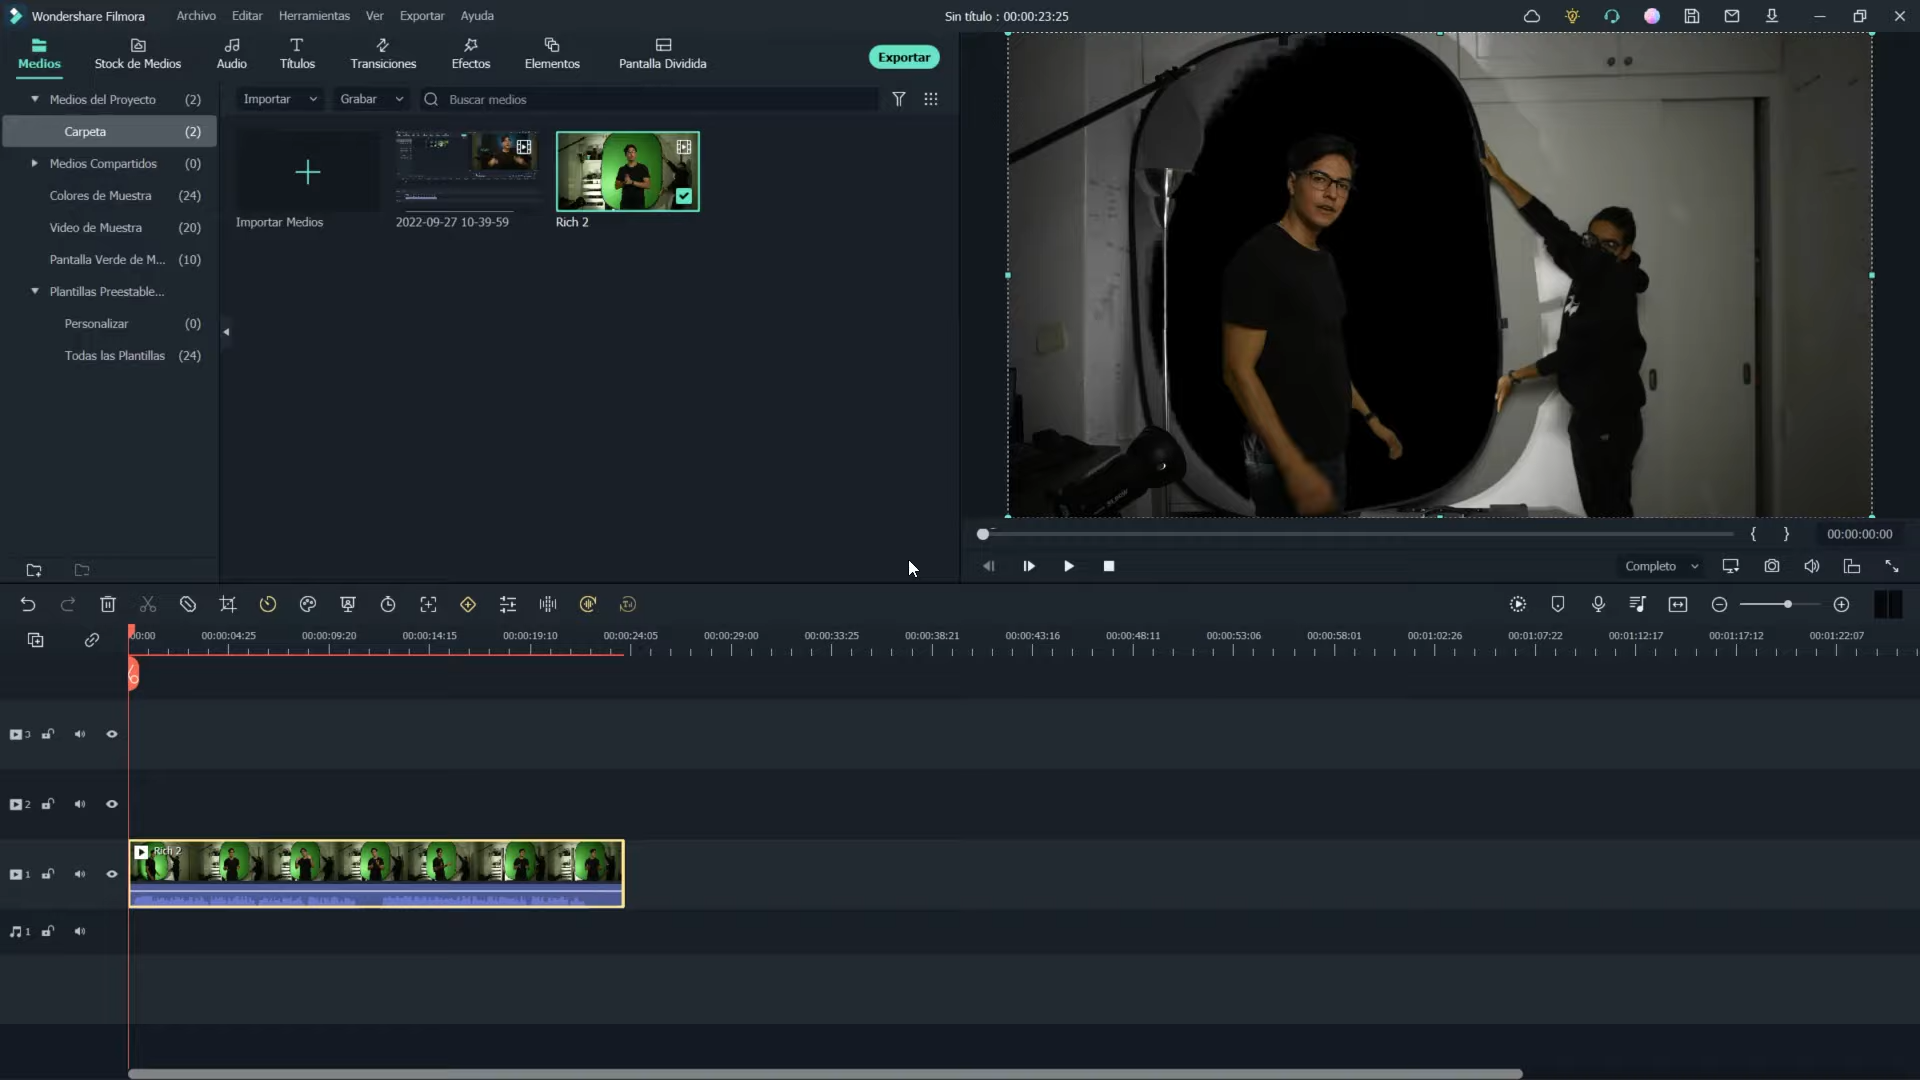 Wondershare Filmora
Archivo
Editar
Herramientas
Ver
Exportar
Ayuda
Sin título : 00:00:23:25
Medios
Stock de Medios
Audio
Títulos
Transiciones
Efectos
Elementos
Pantalla Dividida
Exportar
Medios del Proyecto (2)
Carpeta (2)
Medios Compartidos (0)
Colores de Muestra (24)
Video de Muestra (20)
Pantalla Verde de M... (10)
Plantillas Preestable...
Personalizar (0)
Todas las Plantillas (24)
Importar
Grabar
Buscar medios
Importar Medios
2022-09-27 10-39-59
Rich 2
00:00:00:00
Completo
00:00
00:00:04:25
00:00:09:20
00:00:14:15
00:00:19:10
00:00:24:05
00:00:29:00
00:00:33:25
00:00:38:21
00:00:43:16
00:00:48:11
00:00:53:06
00:00:58:01
00:01:02:26
00:01:07:22
00:01:12:17
00:01:17:12
00:01:22:07
3
2
Rich 2
1
1